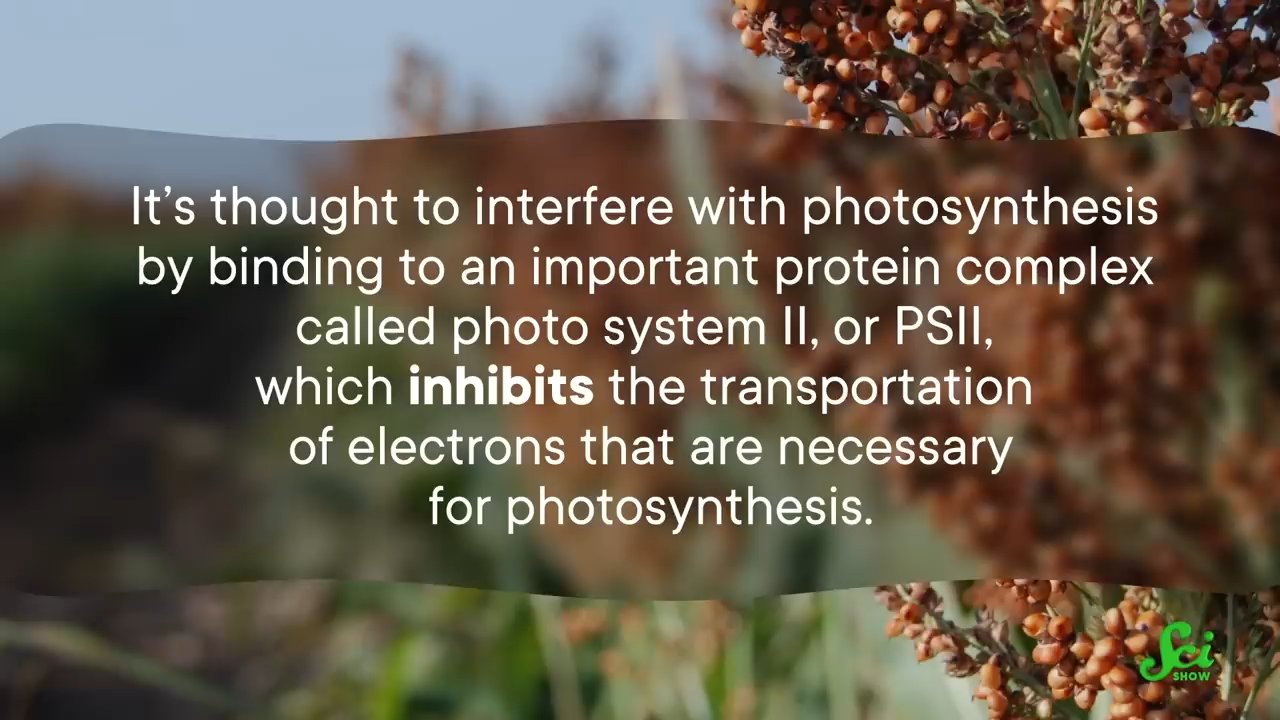 It's thought to interfere with photosynthesis
by binding to an important protein complex
called photo system II, or PSII,
which inhibits the transportation
of electrons that are necessary
for photosynthesis.
Sci
SHOW